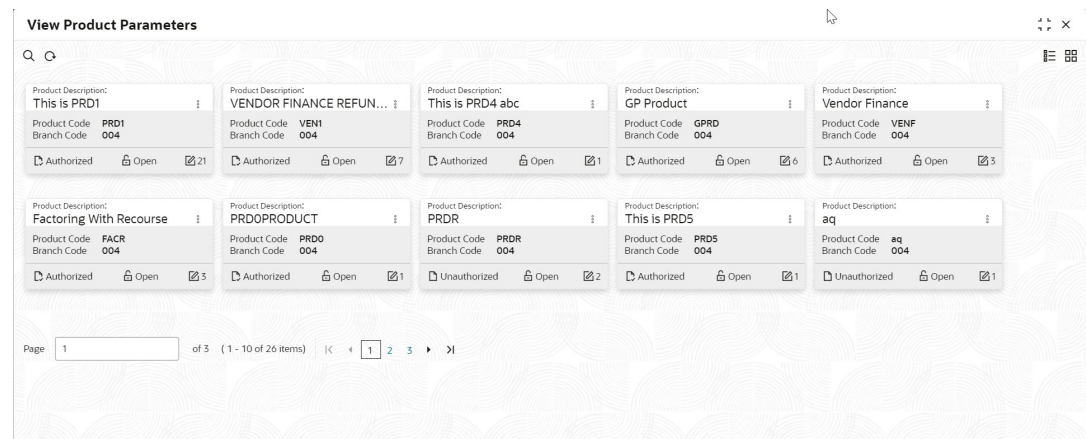 View Product Parameters
Product Description: Product Description: Product Description: Product Description: Product Description:
This is PRD1 VENDOR FINANCE REFUN... This is PRD4 abc GP Product Vendor Finance
Product Code PRD1 Product Code VEN1 Product Code PRD4 Product Code GPRD Product Code VENF
Branch Code 004 Branch Code 004 Branch Code 004 Branch Code 004 Branch Code 004
Authorized Open 21 Authorized Open 7 Authorized Open 1 Authorized Open 6 Authorized Open 3
Product Description: Product Description: Product Description: Product Description: Product Description:
Factoring With Recourse PRD0PRODUCT PRDR This is PRD5 aq
Product Code FACR Product Code PRD0 Product Code PRDR Product Code PRD5 Product Code aq
Branch Code 004 Branch Code 004 Branch Code 004 Branch Code 004 Branch Code 004
Authorized Open 3 Authorized Open 1 Unauthorized Open 2 Authorized Open 1 Unauthorized Open 1
Page 1 of 3 ( 1 - 10 of 26 items) 1 2 3